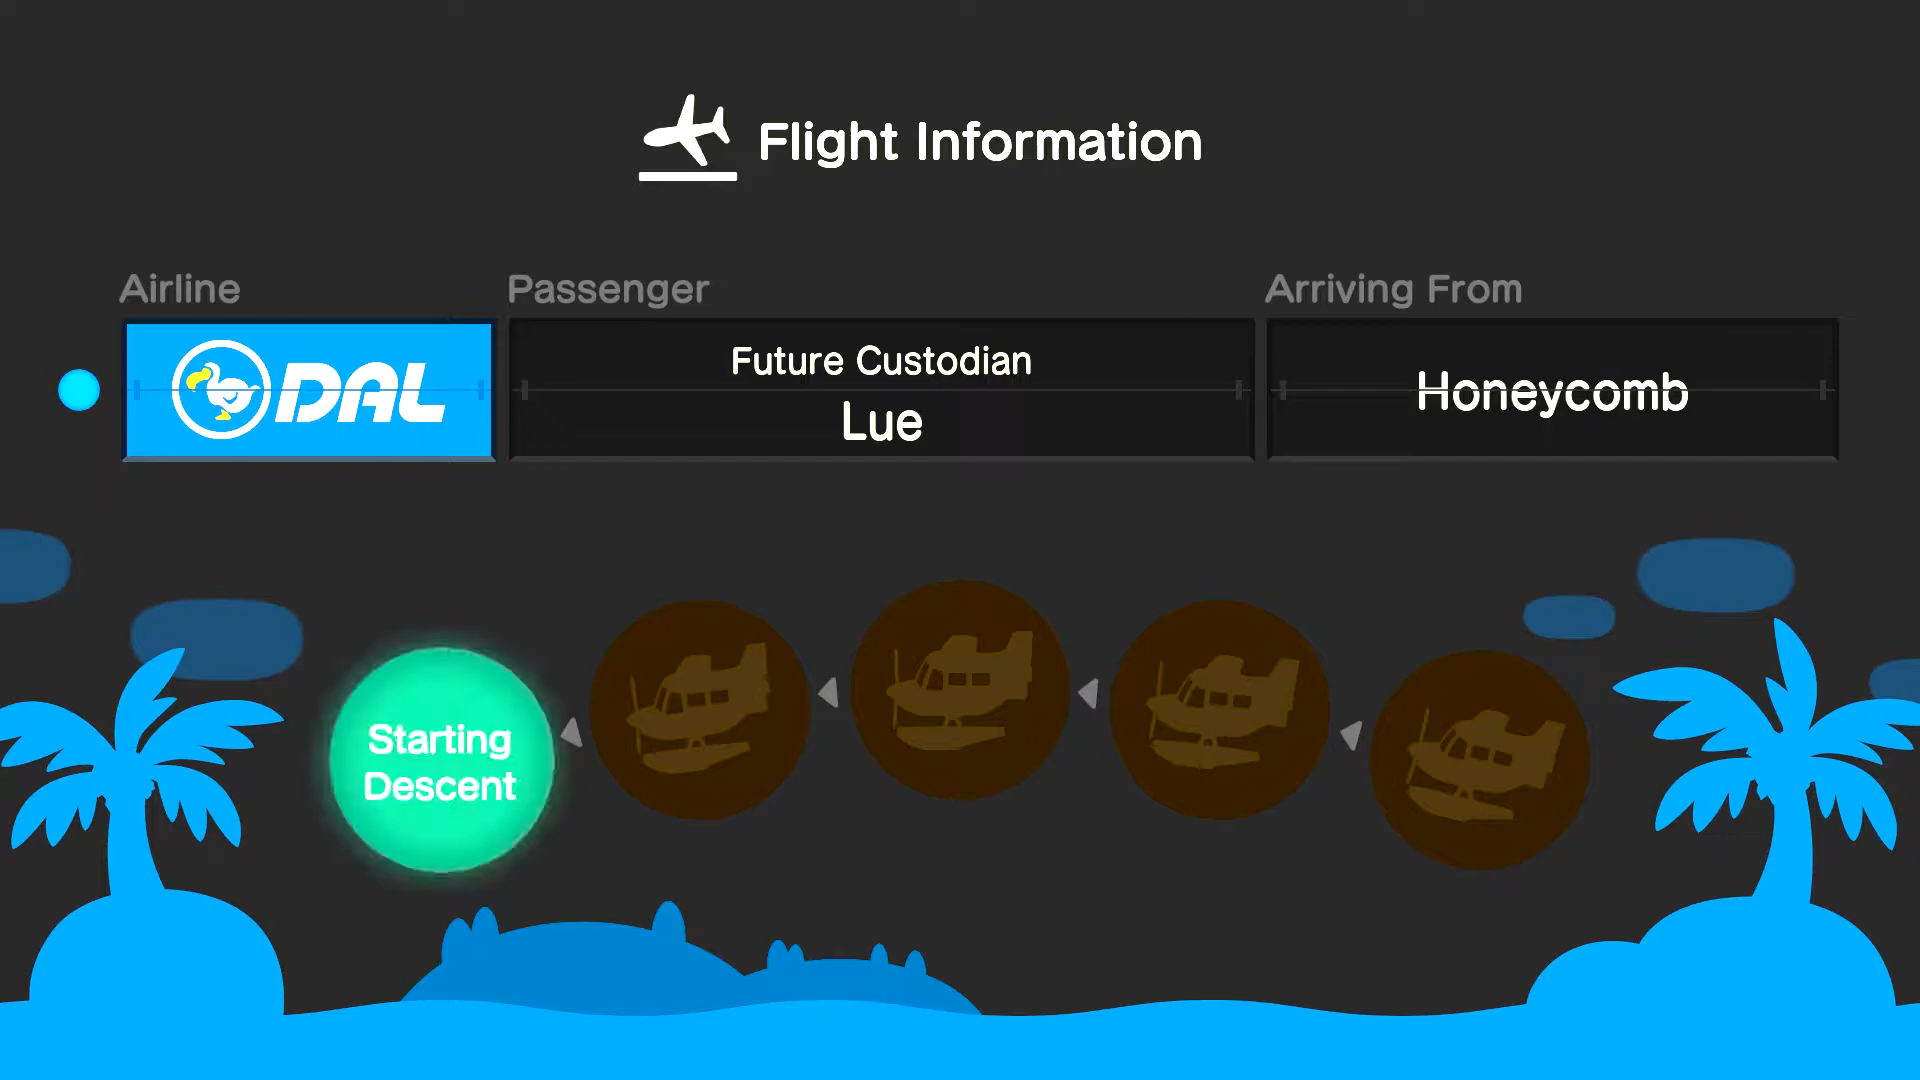 Flight Information
Airline
Passenger
Arriving From
DAL
Future Custodian
Lue
Honeycomb
Starting
Descent